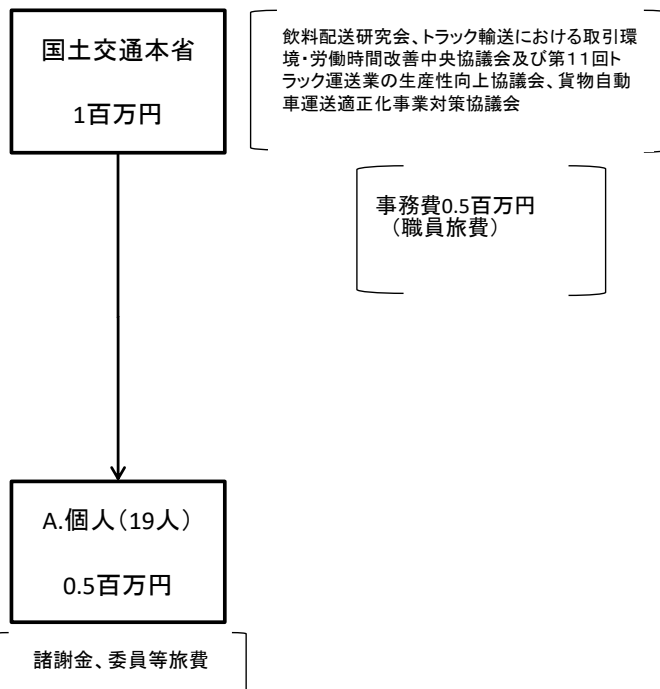 国土交通本省
1百万円
飲料配送研究会、トラック輸送における取引環
境・労働時間改善中央協議会及び第11回ト
ラック運送業の生産性向上協議会、貨物自動
車運送適正化事業対策協議会
事務費0.5百万円
（職員旅費）
A.個人（19人）
0.5百万円
諸謝金、委員等旅費